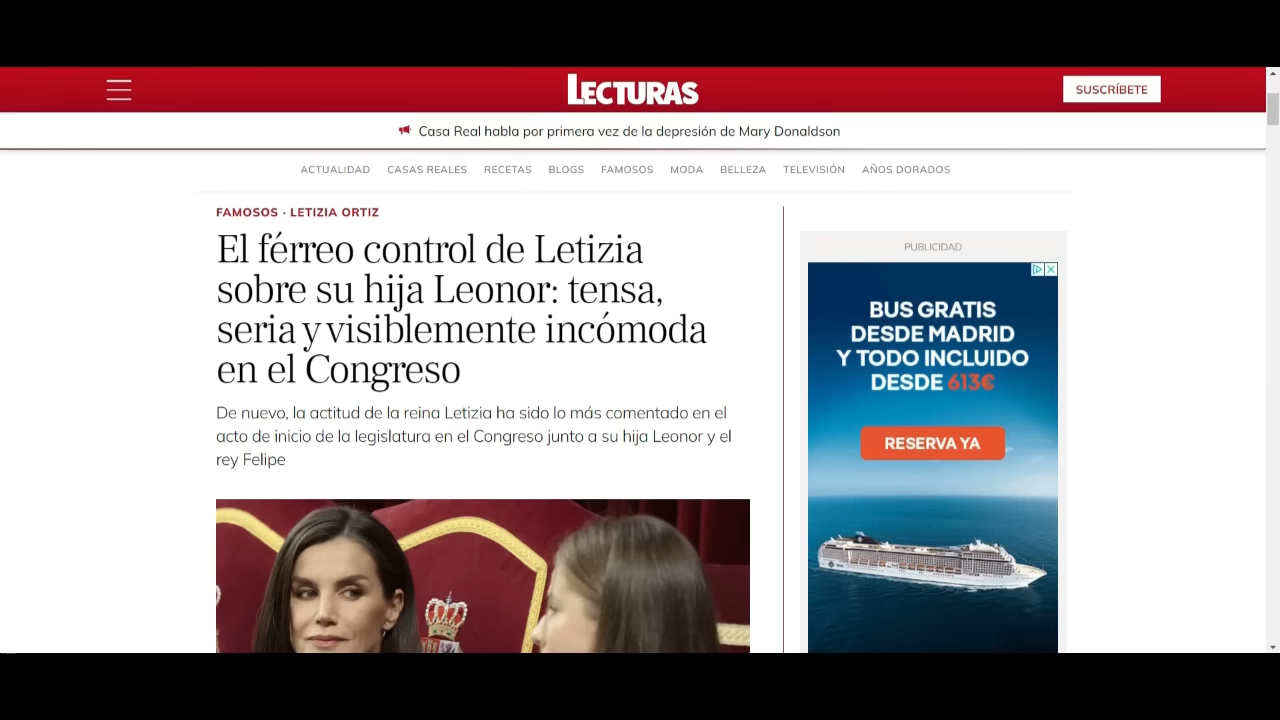 LECTURAS
SUSCRÍBETE
Casa Real habla por primera vez de la depresión de Mary Donaldson
ACTUALIDAD CASAS REALES RECETAS BLOGS FAMOSOS MODA BELLEZA TELEVISIÓN AÑOS DORADOS
FAMOSOS · LETIZIA ORTIZ
El férreo control de Letizia
sobre su hija Leonor: tensa,
seria y visiblemente incómoda
en el Congreso
De nuevo, la actitud de la reina Letizia ha sido lo más comentado en el
acto de inicio de la legislatura en el Congreso junto a su hija Leonor y el
rey Felipe
PUBLICIDAD
BUS GRATIS
DESDE MADRID
Y TODO INCLUIDO
DESDE 613€
RESERVA YA